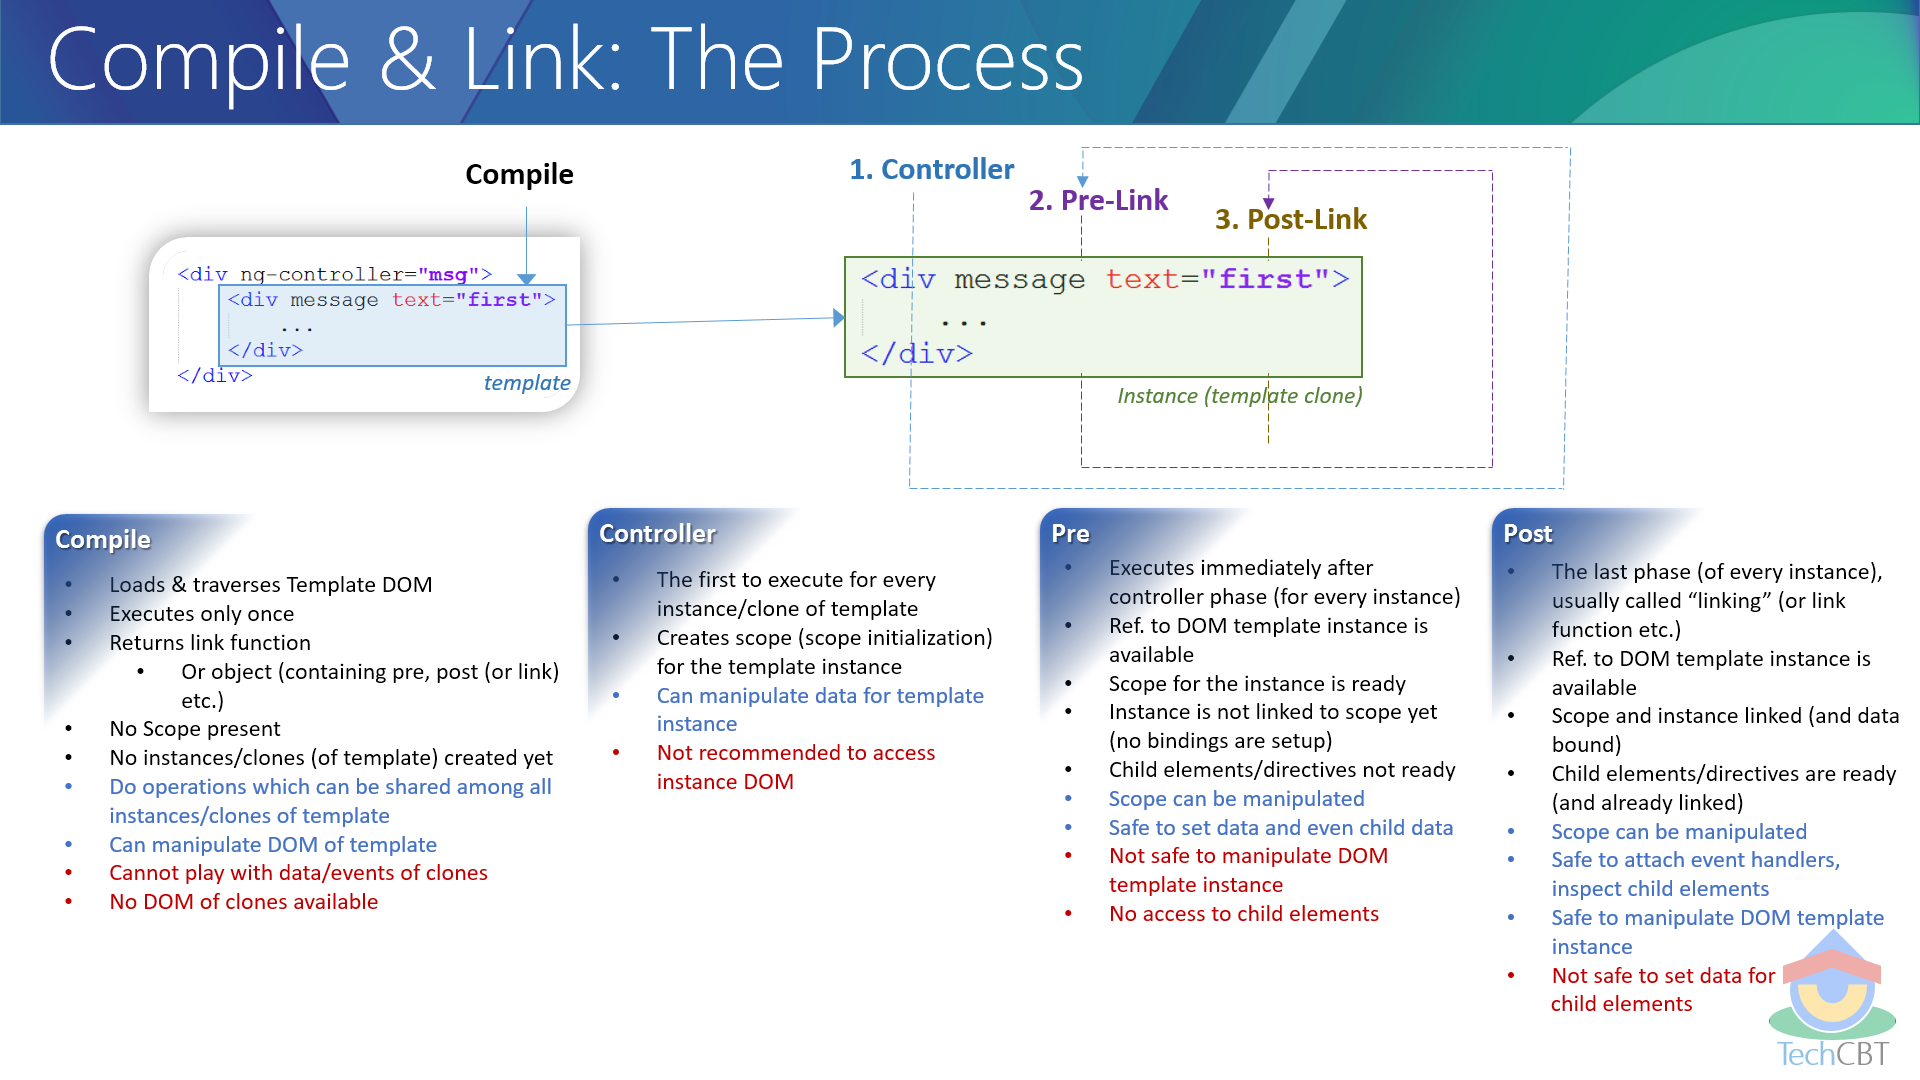 Compile & Link: The Process
Compile
<div ng-controller="msg">
<div message text="first">
...
</div>
</div>
template
1. Controller
2. Pre-Link
3. Post-Link
<div message text="first">
...
</div>
Instance (template clone)
Compile
• Loads & traverses Template DOM
• Executes only once
• Returns link function
• Or object (containing pre, post (or link)
etc.)
• No Scope present
• No instances/clones (of template) created yet
• Do operations which can be shared among all
instances/clones of template
• Can manipulate DOM of template
• Cannot play with data/events of clones
• No DOM of clones available
Controller
• The first to execute for every
instance/clone of template
• Creates scope (scope initialization)
for the template instance
• Can manipulate data for template
instance
• Not recommended to access
instance DOM
Pre
• Executes immediately after
controller phase (for every instance)
• Ref. to DOM template instance is
available
• Scope for the instance is ready
• Instance is not linked to scope yet
(no bindings are setup)
• Child elements/directives not ready
• Scope can be manipulated
• Safe to set data and even child data
• Not safe to manipulate DOM
template instance
• No access to child elements
Post
• The last phase (of every instance),
usually called “linking” (or link
function etc.)
• Ref. to DOM template instance is
available
• Scope and instance linked (and data
bound)
• Child elements/directives are ready
(and already linked)
• Scope can be manipulated
• Safe to attach event handlers,
inspect child elements
• Safe to manipulate DOM template
instance
• Not safe to set data for
child elements
TechCBT